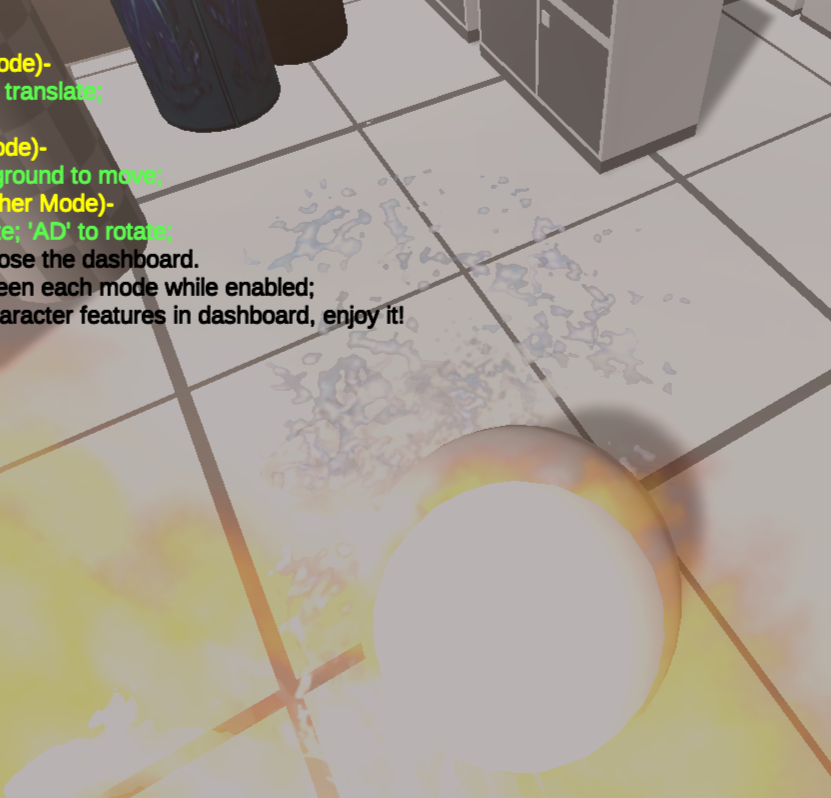 ode)-
translate;
ode)-
ground to move;
her Mode)-
te; 'AD' to rotate;
ose the dashboard.
een each mode while enabled;
aracter features in dashboard, enjoy it!